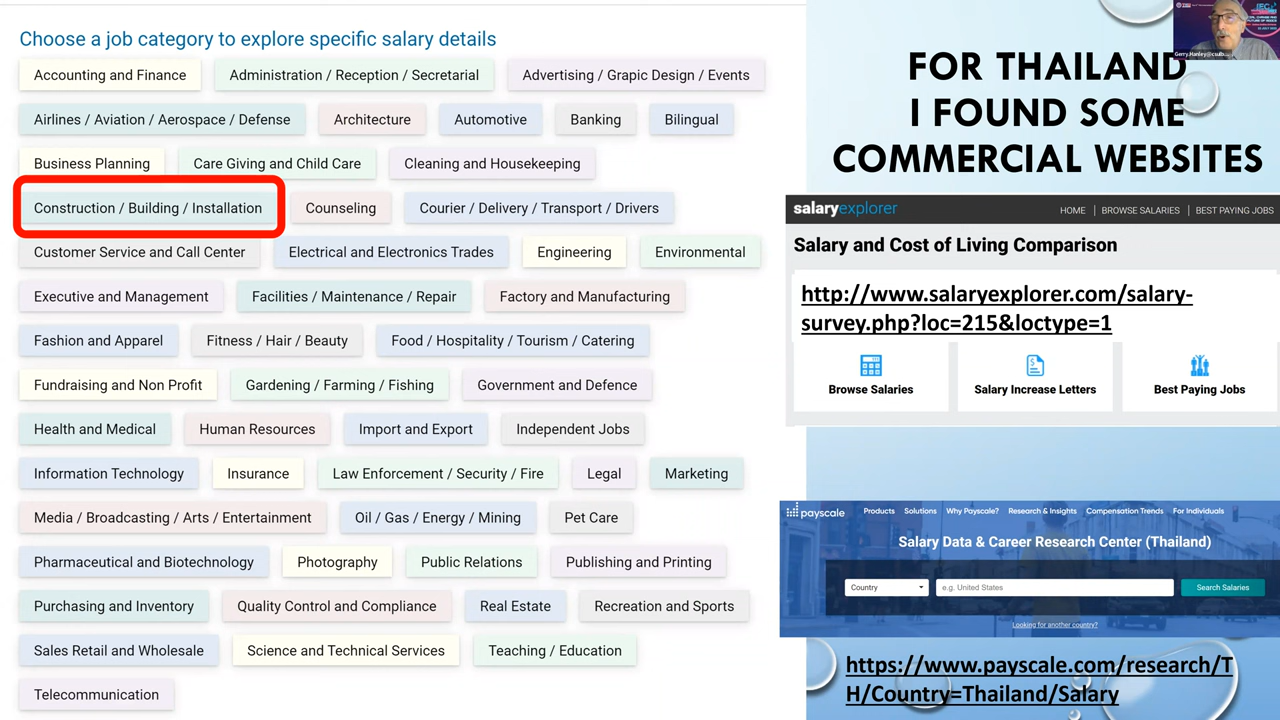 Choose a job category to explore specific salary details
Accounting and Finance
Administration / Reception / Secretarial
Advertising / Grapic Design / Events
Airlines / Aviation / Aerospace / Defense
Architecture
Automotive
Banking
Bilingual
Business Planning
Care Giving and Child Care
Cleaning and Housekeeping
Construction / Building / Installation
Counseling
Courier / Delivery / Transport / Drivers
Customer Service and Call Center
Electrical and Electronics Trades
Engineering
Environmental
Executive and Management
Facilities / Maintenance / Repair
Factory and Manufacturing
Fashion and Apparel
Fitness / Hair / Beauty
Food / Hospitality / Tourism / Catering
Fundraising and Non Profit
Gardening / Farming / Fishing
Government and Defence
Health and Medical
Human Resources
Import and Export
Independent Jobs
Information Technology
Insurance
Law Enforcement / Security / Fire
Legal
Marketing
Media / Broadcasting / Arts / Entertainment
Oil / Gas / Energy / Mining
Pet Care
Pharmaceutical and Biotechnology
Photography
Public Relations
Publishing and Printing
Purchasing and Inventory
Quality Control and Compliance
Real Estate
Recreation and Sports
Sales Retail and Wholesale
Science and Technical Services
Teaching / Education
Telecommunication
Gerry.Hanley@csulb...
FOR THAILAND
I FOUND SOME
COMMERCIAL WEBSITES
salaryexplorer
HOME | BROWSE SALARIES | BEST PAYING JOBS
Salary and Cost of Living Comparison
http://www.salaryexplorer.com/salary-
survey.php?loc=215&loctype=1
Browse Salaries
Salary Increase Letters
Best Paying Jobs
payscale
Products
Solutions
Why Payscale?
Research & Insights
Compensation Trends
For Individuals
Salary Data & Career Research Center (Thailand)
Country
e.g. United States
Search Salaries
Looking for another country?
https://www.payscale.com/research/T
H/Country=Thailand/Salary